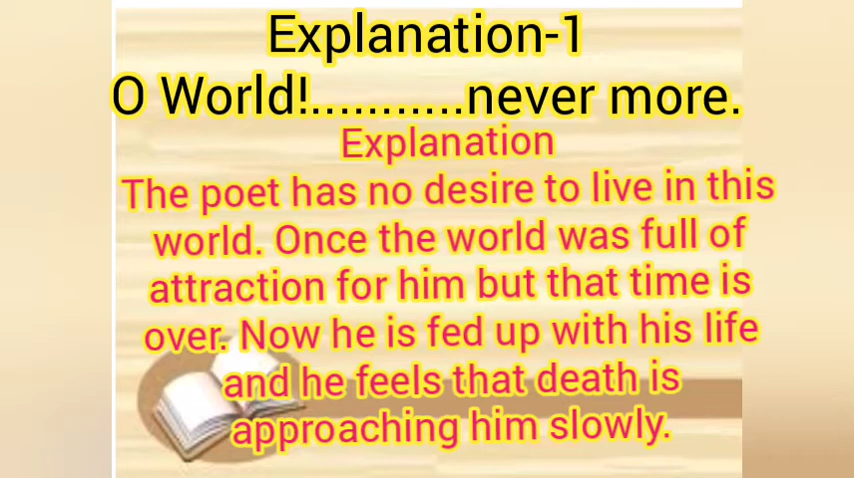 Explanation-1
O World!...........never more.
Explanation
The poet has no desire to live in this
world. Once the world was full of
attraction for him but that time is
over. Now he is fed up with his life
and he feels that death is
approaching him slowly.